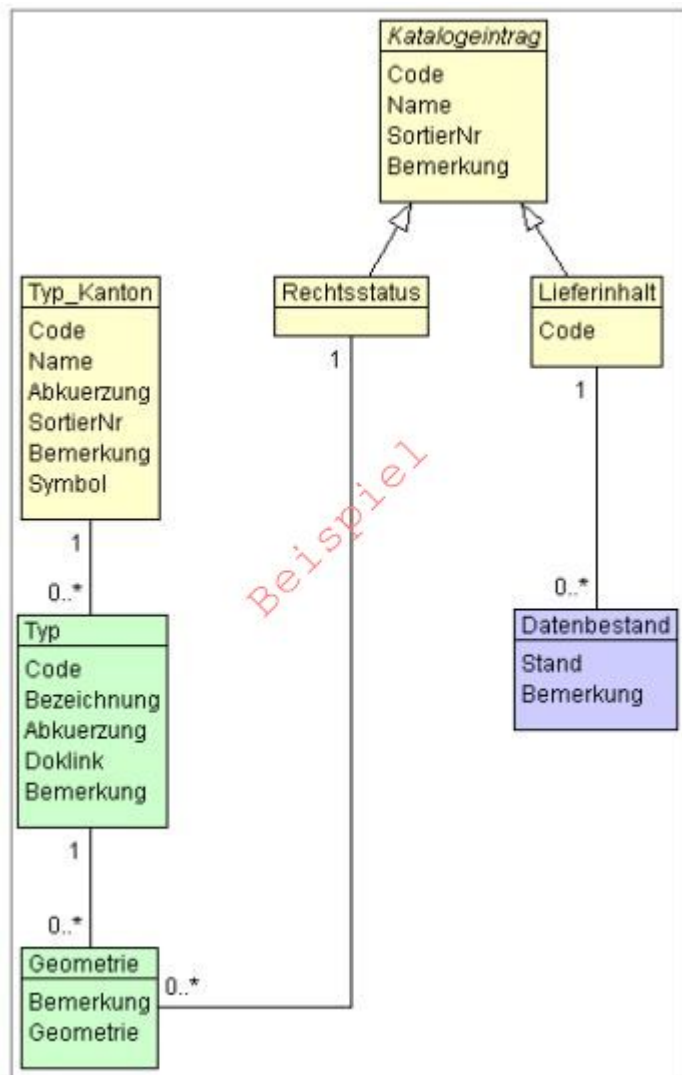 Katalogeintrag
Code
Name
SortierNr
Bemerkung
Typ_Kanton
Code
Name
Abkuerzung
SortierNr
Bemerkung
Symbol
Rechtsstatus
1
Lieferinhalt
Code
1
Beispiel
1
0..*
Typ
Code
Bezeichnung
Abkuerzung
Doklink
Bemerkung
0..*
Datenbestand
Stand
Bemerkung
1
0..*
Geometrie
Bemerkung
Geometrie
0..*